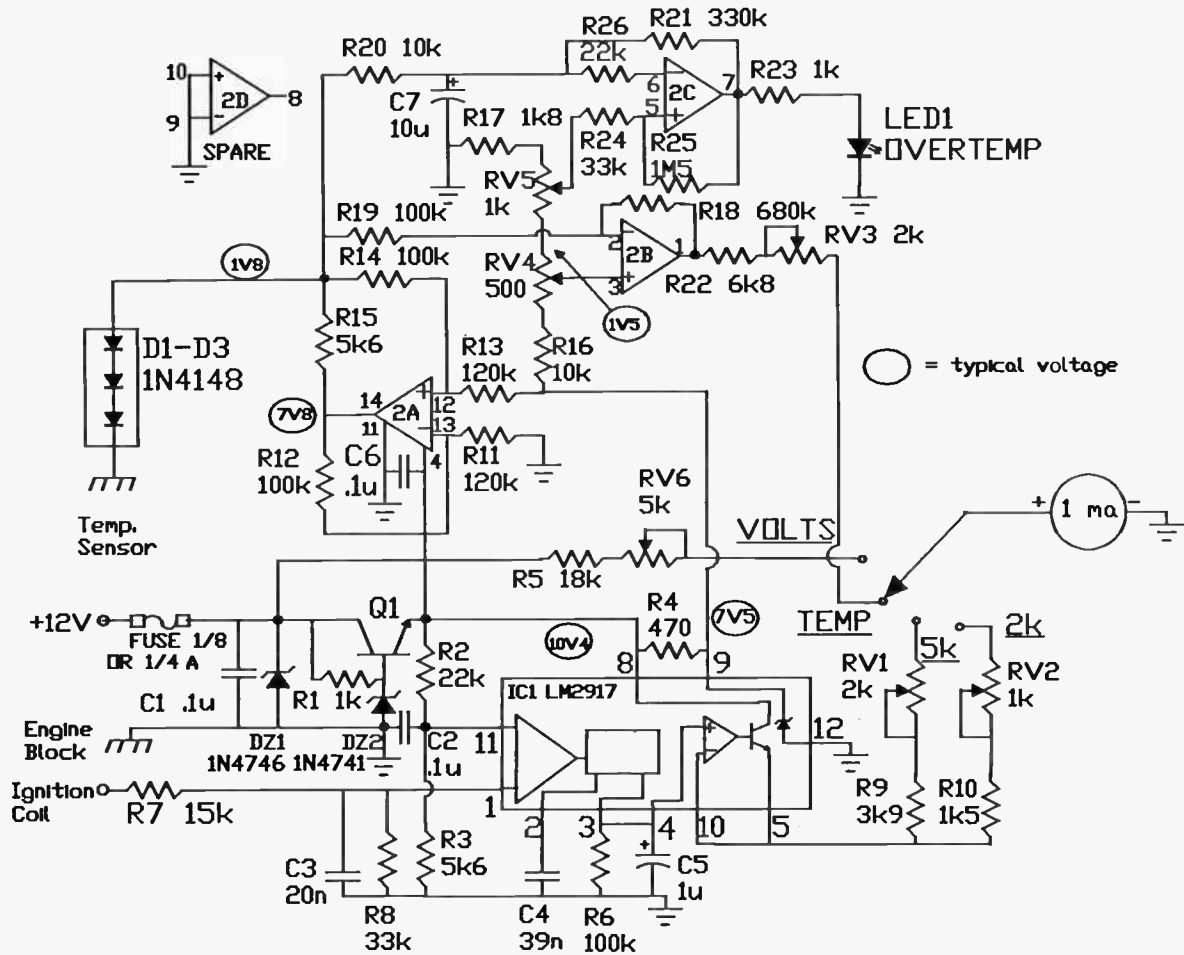 R21 330k
R26
22k
R20 10k
10
+
2D
8
9
-
SPARE
+
C7
10u
R17 1k8
6
-
2C
7
5
+
R23 1k
LED1
OVERTEMP
R24
33k
R25
1M5
RV5
1k
R19 100k
R14 100k
R18 680k
2
-
2B
1
3
+
RV3 2k
RV4
500
R22 6k8
1V8
1V5
R15
5k6
R13
120k
R16
10k
D1-D3
1N4148
= typical voltage
7V8
14
2A
+
12
-
13
11
4
R12
100k
C6
.1u
R11
120k
RV6
5k
Temp.
Sensor
VOLTS
+
1 ma
-
R5 18k
R4
470
7V5
TEMP
+12V
FUSE 1/8
OR 1/4 A
Q1
10V4
8
9
5k
2k
R2
22k
RV1
2k
RV2
1k
C1 .1u
R1 1k
IC1 LM2917
Engine
Block
DZ1
1N4746
DZ2
1N4741
C2
.1u
11
+
-
12
Ignition
Coil
R7 15k
1
2
3
4
10
5
R9
3k9
R10
1k5
C3
20n
R8
33k
R3
5k6
C4
39n
R6
100k
+
C5
1u